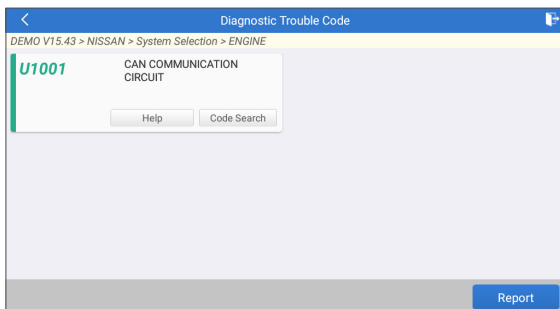 Diagnostic Trouble Code
DEMO V15.43 > NISSAN > System Selection > ENGINE
U1001
CAN COMMUNICATION
CIRCUIT
Help
Code Search
Report